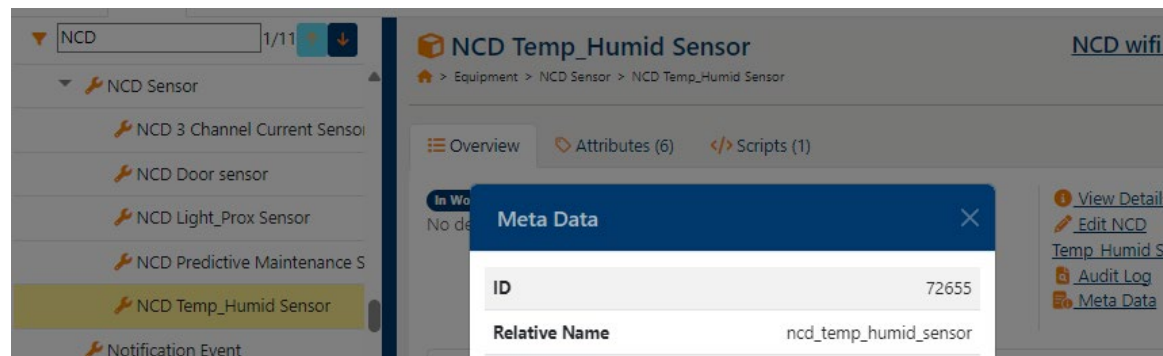 NCD 1/11
NCD Sensor
NCD 3 Channel Current Sensor
NCD Door sensor
NCD Light_Prox Sensor
NCD Predictive Maintenance S
NCD Temp_Humid Sensor
Notification Event
NCD Temp_Humid Sensor
NCD wifi
> Equipment > NCD Sensor > NCD Temp_Humid Sensor
Overview Attributes (6) </> Scripts (1)
In Wo
No de
View Detail
Edit NCD
Temp_Humid S
Audit Log
Meta Data
Meta Data
ID 72655
Relative Name ncd_temp_humid_sensor